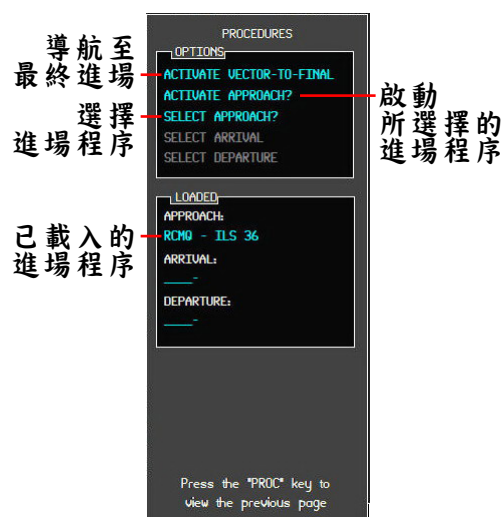 PROCEDURES
OPTIONS
ACTIVATE VECTOR-TO-FINAL
ACTIVATE APPROACH?
SELECT APPROACH?
SELECT ARRIVAL
SELECT DEPARTURE
LOADED
APPROACH:
RCMQ - ILS 36
ARRIVAL:
____-
DEPARTURE:
____-
Press the "PROC" key to
view the previous page
導航至
最終進場
選擇
進場程序
已載入的
進場程序
啟動
所選擇的
進場程序